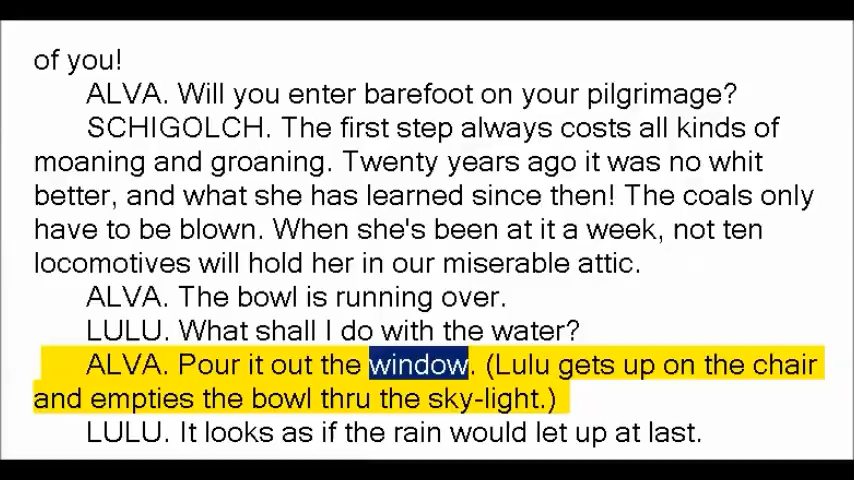 of you!
ALVA. Will you enter barefoot on your pilgrimage?
SCHIGOLCH. The first step always costs all kinds of
moaning and groaning. Twenty years ago it was no whit
better, and what she has learned since then! The coals only
have to be blown. When she's been at it a week, not ten
locomotives will hold her in our miserable attic.
ALVA. The bowl is running over.
LULU. What shall I do with the water?
ALVA. Pour it out the window. (Lulu gets up on the chair
and empties the bowl thru the sky-light.)
LULU. It looks as if the rain would let up at last.